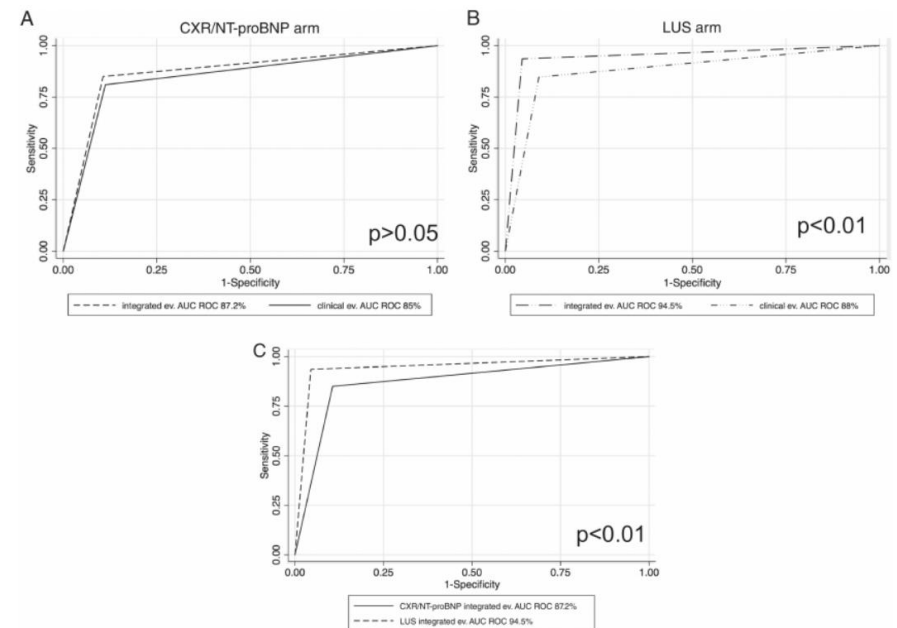 A
CXR/NT-proBNP arm
Sensitivity
1.00
0.75
0.50
0.25
0.00
p>0.05
0.00 0.25 0.50 0.75 1.00
1-Specificity
integrated ev. AUC ROC 87.2% clinical ev. AUC ROC 85%
B
LUS arm
Sensitivity
1.00
0.75
0.50
0.25
0.00
p<0.01
0.00 0.25 0.50 0.75 1.00
1-Specificity
integrated ev. AUC ROC 94.5% clinical ev. AUC ROC 88%
C
Sensitivity
1.00
0.75
0.50
0.25
0.00
p<0.01
0.00 0.25 0.50 0.75 1.00
1-Specificity
CXR/NT-proBNP integrated ev. AUC ROC 87.2%
LUS integrated ev. AUC ROC 94.5%